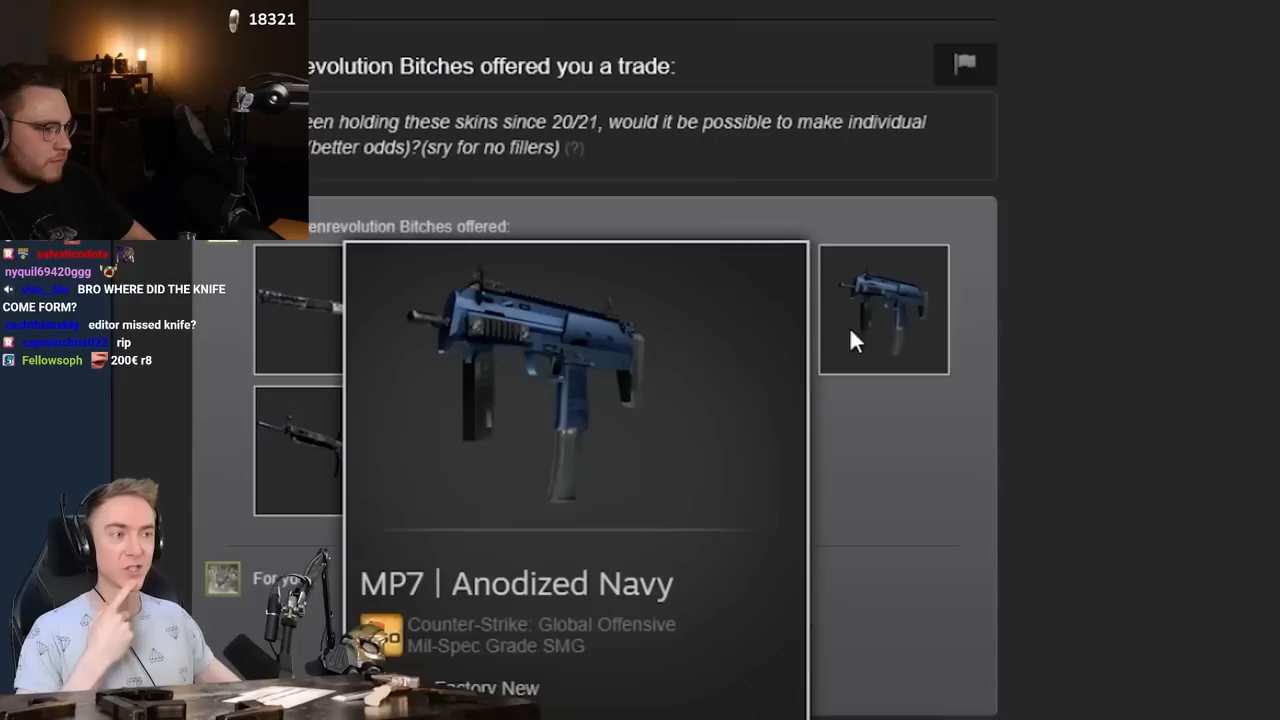 18321
evolution Bitches offered you a trade:
een holding these skins since 20/21, would it be possible to make individual
(better odds)?(sry for no fillers) (?)
enrevolution Bitches offered:
salvationdota
nyquil69420ggg
BRO WHERE DID THE KNIFE
COME FORM?
editor missed knife?
captainchris023 rip
Fellowsoph 200€ r8
For yo
MP7 | Anodized Navy
Counter-Strike: Global Offensive
Mil-Spec Grade SMG
Factory New